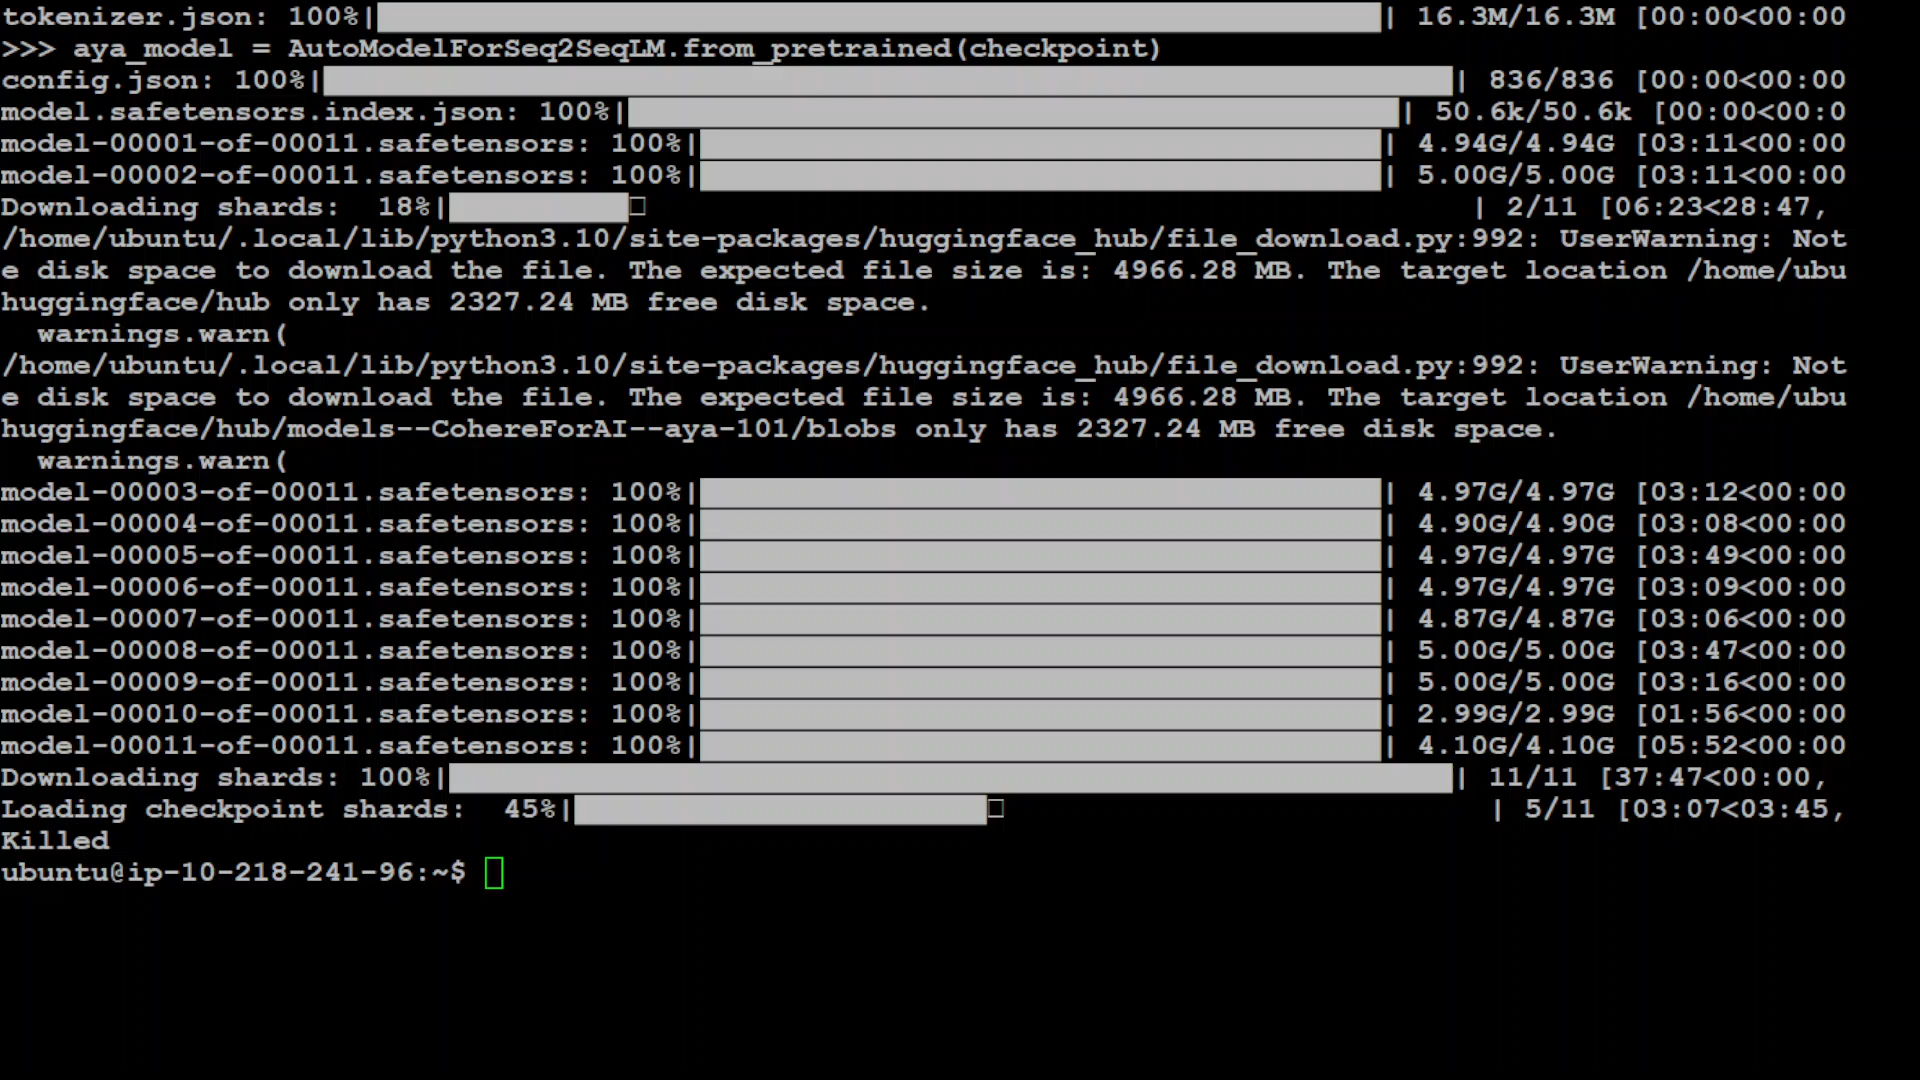 tokenizer.json: 100%| | 16.3M/16.3M [00:00<00:00
>>> aya_model = AutoModelForSeq2SeqLM.from_pretrained(checkpoint)
config.json: 100%| | 836/836 [00:00<00:00
model.safetensors.index.json: 100%| | 50.6k/50.6k [00:00<00:0
model-00001-of-00011.safetensors: 100%| | 4.94G/4.94G [03:11<00:00
model-00002-of-00011.safetensors: 100%| | 5.00G/5.00G [03:11<00:00
Downloading shards:  18%| | 2/11 [06:23<28:47,
/home/ubuntu/.local/lib/python3.10/site-packages/huggingface_hub/file_download.py:992: UserWarning: Not
e disk space to download the file. The expected file size is: 4966.28 MB. The target location /home/ubu
huggingface/hub only has 2327.24 MB free disk space.
  warnings.warn(
/home/ubuntu/.local/lib/python3.10/site-packages/huggingface_hub/file_download.py:992: UserWarning: Not
e disk space to download the file. The expected file size is: 4966.28 MB. The target location /home/ubu
huggingface/hub/models--CohereForAI--aya-101/blobs only has 2327.24 MB free disk space.
  warnings.warn(
model-00003-of-00011.safetensors: 100%| | 4.97G/4.97G [03:12<00:00
model-00004-of-00011.safetensors: 100%| | 4.90G/4.90G [03:08<00:00
model-00005-of-00011.safetensors: 100%| | 4.97G/4.97G [03:49<00:00
model-00006-of-00011.safetensors: 100%| | 4.97G/4.97G [03:09<00:00
model-00007-of-00011.safetensors: 100%| | 4.87G/4.87G [03:06<00:00
model-00008-of-00011.safetensors: 100%| | 5.00G/5.00G [03:47<00:00
model-00009-of-00011.safetensors: 100%| | 5.00G/5.00G [03:16<00:00
model-00010-of-00011.safetensors: 100%| | 2.99G/2.99G [01:56<00:00
model-00011-of-00011.safetensors: 100%| | 4.10G/4.10G [05:52<00:00
Downloading shards: 100%| | 11/11 [37:47<00:00,
Loading checkpoint shards:  45%| | 5/11 [03:07<03:45,
Killed
ubuntu@ip-10-218-241-96:~$